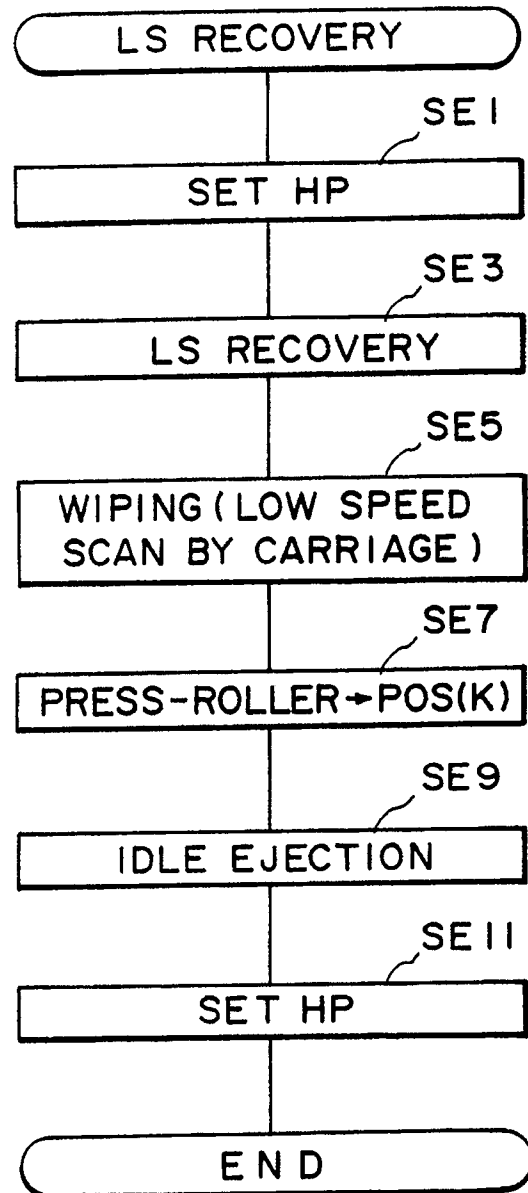 LS RECOVERY
SE1
SET HP
SE3
LS RECOVERY
SE5
WIPING (LOW SPEED
SCAN BY CARRIAGE)
SE7
PRESS-ROLLER→POS(K)
SE9
IDLE EJECTION
SE11
SET HP
END